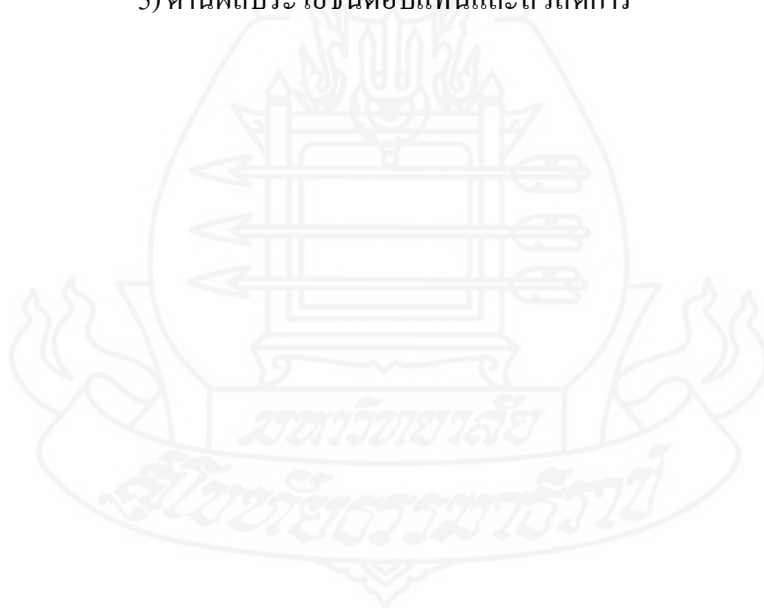 5) ด้านผลประโยชน์ตอบแทนและสวัสดิการ
มหาวิทยาลัย
สุโขทัยธรรมาธิราช